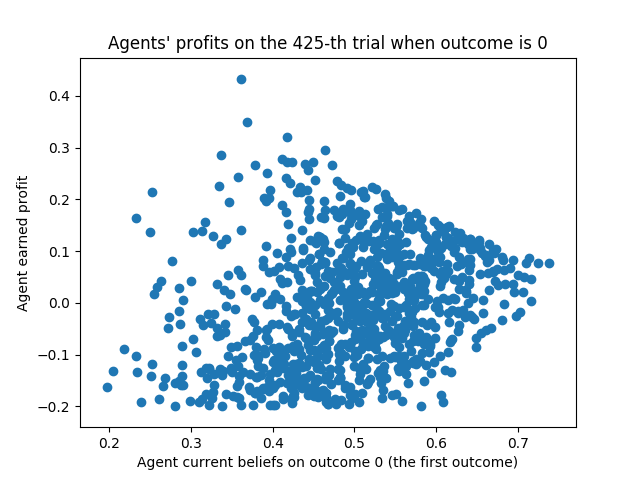 Agents' profits on the 425-th trial when outcome is 0
Agent earned profit
0.4
0.3
0.2
0.1
0.0
−0.1
−0.2
0.2 0.3 0.4 0.5 0.6 0.7
Agent current beliefs on outcome 0 (the first outcome)